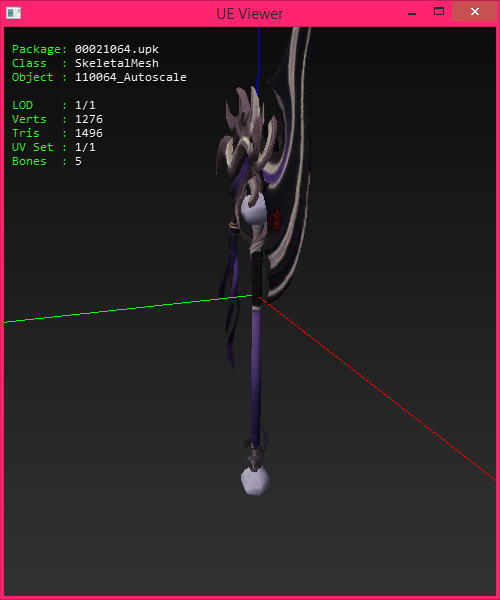 UE Viewer
Package: 00021064.upk
Class : SkeletalMesh
Object : 110064_Autoscale
LOD : 1/1
Verts : 1276
Tris : 1496
UV Set : 1/1
Bones : 5